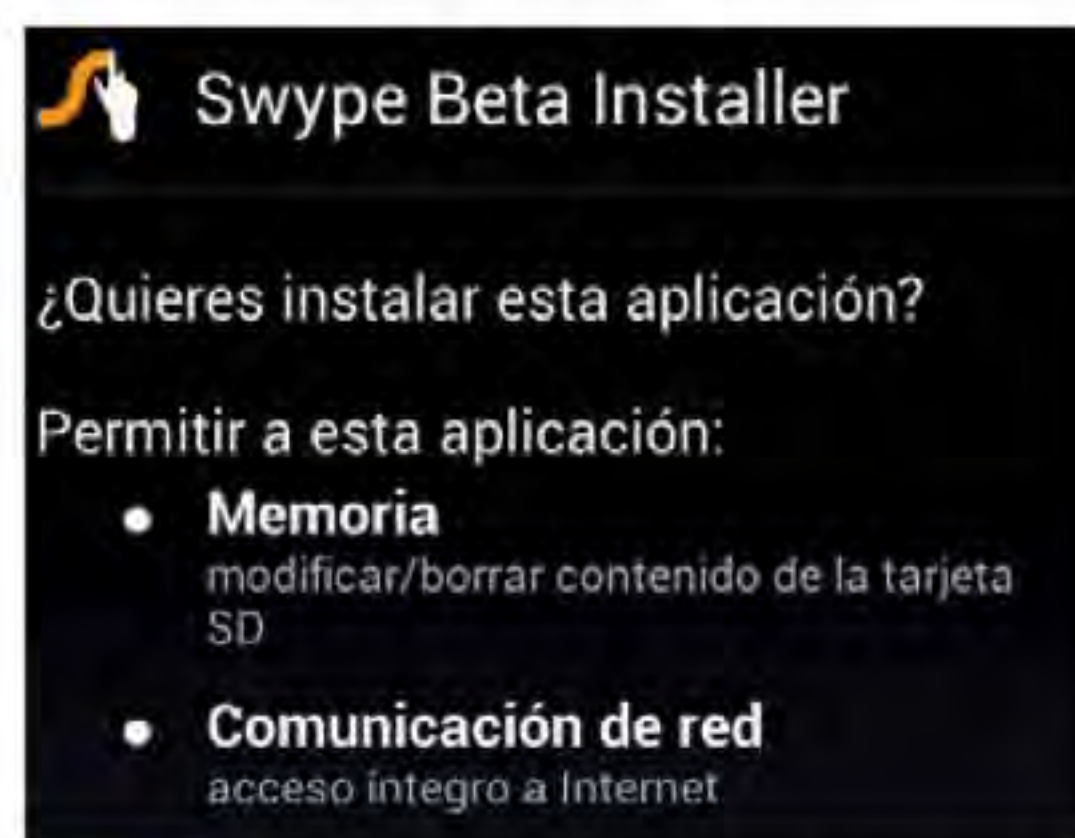 Swype Beta Installer
¿Quieres instalar esta aplicación?
Permitir a esta aplicación:
Memoria
modificar/borrar contenido de la tarjeta
SD
Comunicación de red
acceso íntegro a Internet